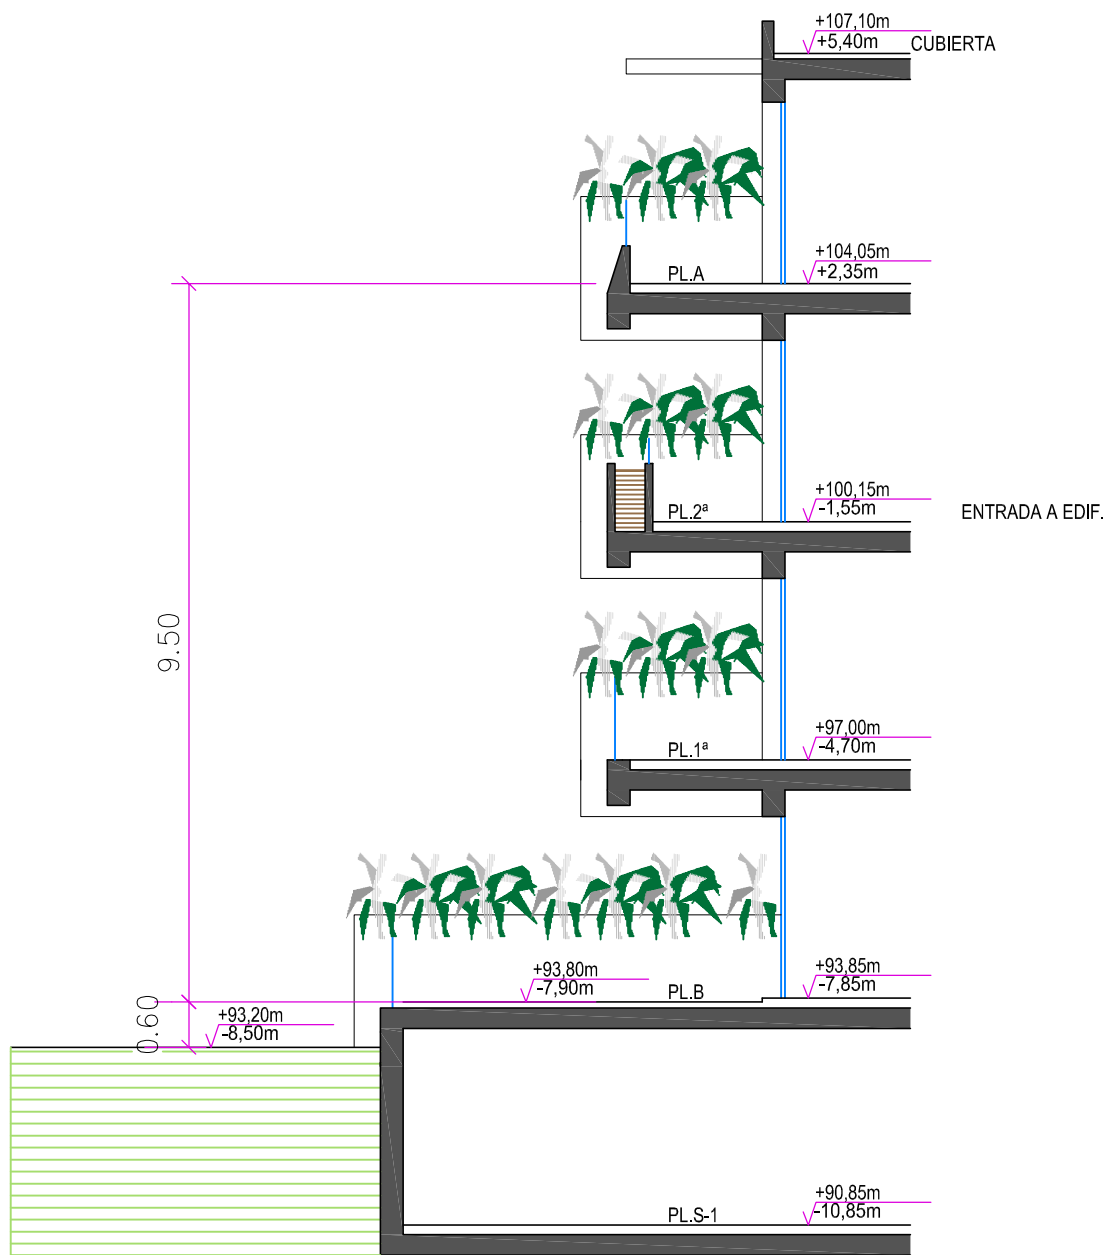 +107,10m
+5,40m
CUBIERTA
+104,05m
+2,35m
PL.A
+100,15m
-1,55m
PL.2ª
ENTRADA A EDIF.
9.50
+97,00m
-4,70m
PL.1ª
+93,80m
-7,90m
PL.B
+93,85m
-7,85m
0.60
+93,20m
-8,50m
+90,85m
-10,85m
PL.S-1